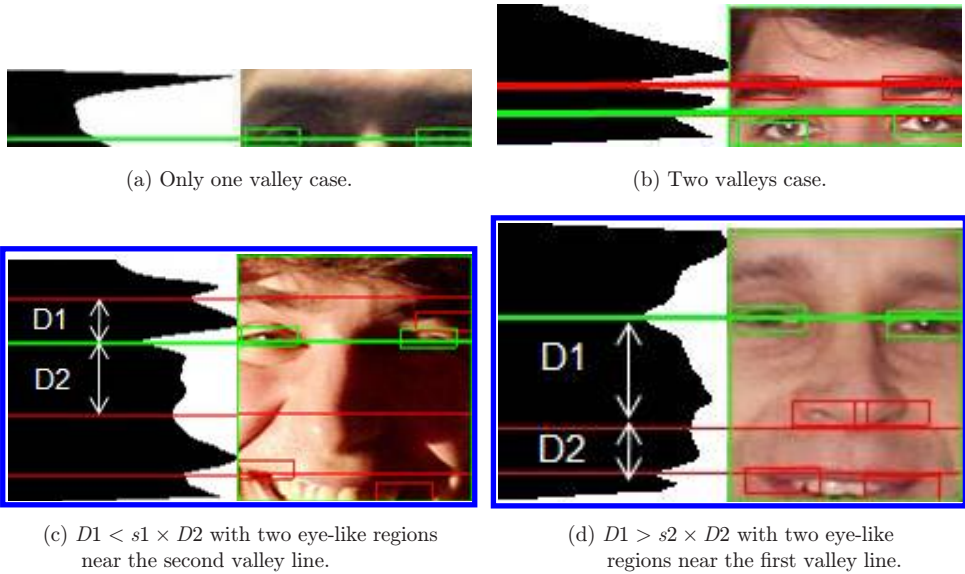 (a) Only one valley case.
(b) Two valleys case.
D1
D2
D1
D2
(c) D1 < s1 × D2 with two eye-like regions
near the second valley line.
(d) D1 > s2 × D2 with two eye-like
regions near the first valley line.